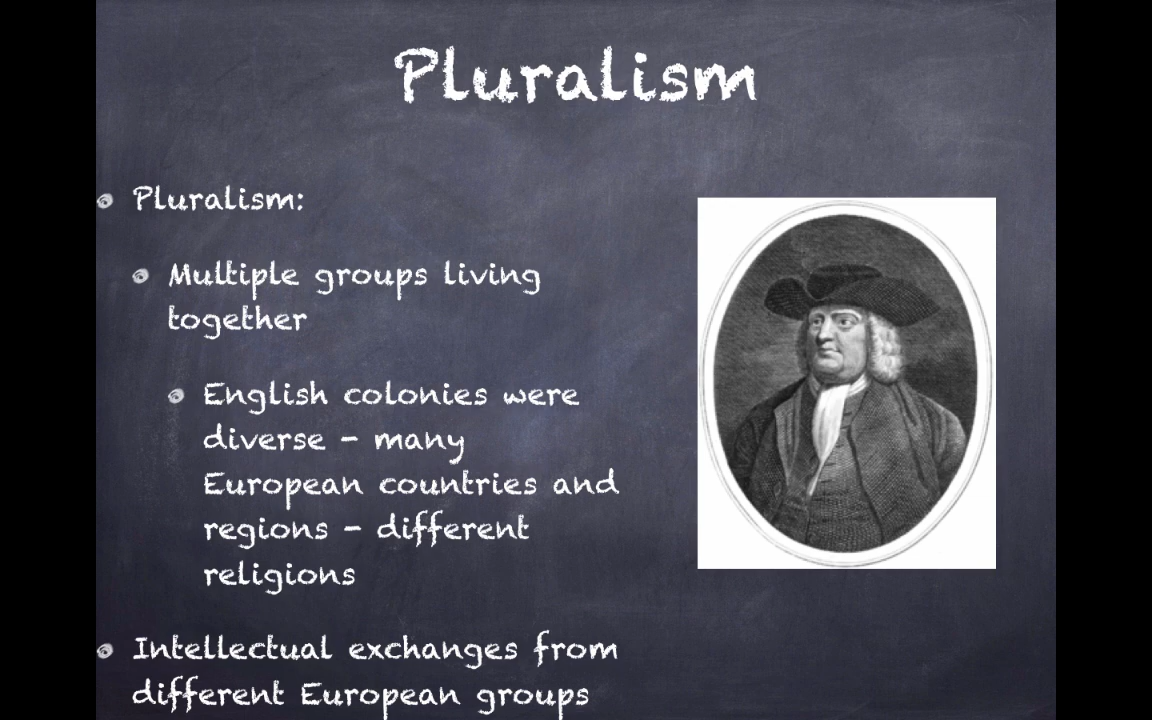 Pluralism
Pluralism:
Multiple groups living
together
English colonies were
diverse - many
European countries and
regions - different
religions
Intellectual exchanges from
different European groups